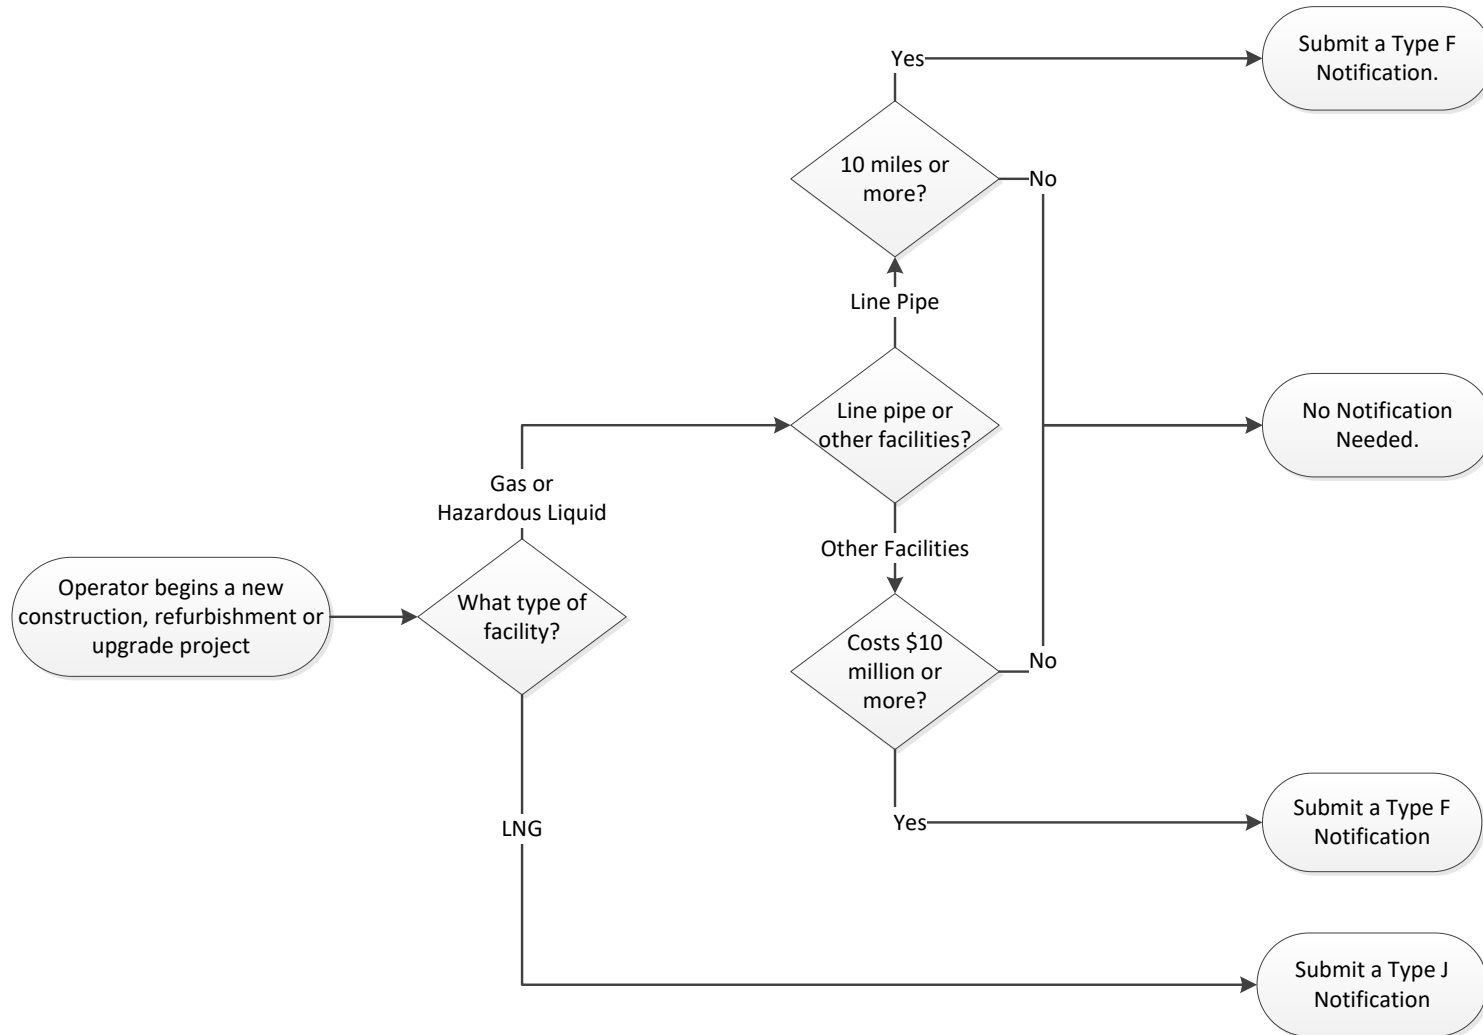 Submit a Type F
Notification.
Yes
10 miles or
more?
No
Line Pipe
Line pipe or
other facilities?
No Notification
Needed.
Gas or
Hazardous Liquid
Other Facilities
Operator begins a new
construction, refurbishment or
upgrade project
What type of
facility?
Costs $10
million or
more?
No
Submit a Type F
Notification
Yes
LNG
Submit a Type J
Notification